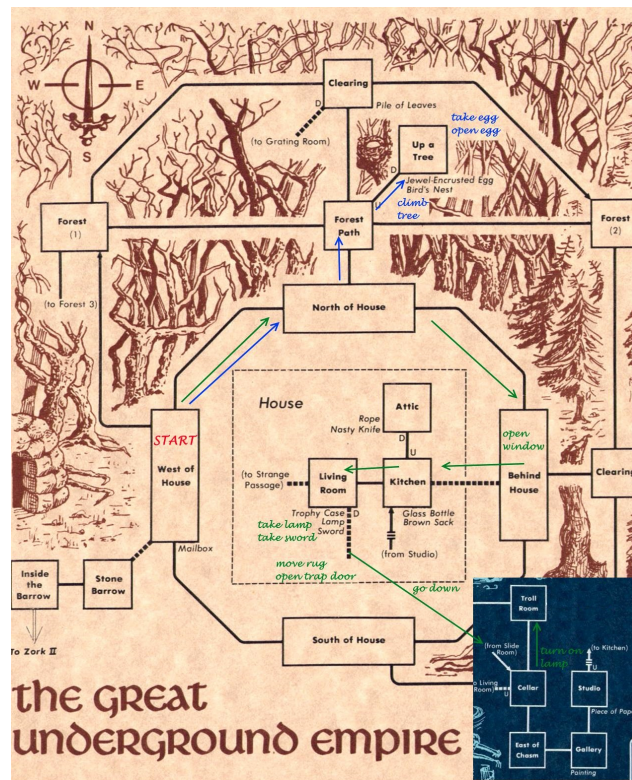 N
W
E
S
Clearing
D
Pile of Leaves
(to Grating Room)
take egg
open egg
Up a
Tree
D
Jewel-Encrusted Egg
Bird's Nest
climb
tree
U
Forest
(1)
Forest
Path
Forest
(2)
(to Forest 3)
North of House
House
Attic
Rope
Nasty Knife
D
U
START
West of
House
open
window
Behind
House
(to Strange
Passage)
Living
Room
Kitchen
Clearing
Trophy Case
Lamp
Sword
D
Glass Bottle
Brown Sack
take lamp
take sword
(from Studio)
Mailbox
move rug
open trap door
go down
Inside
the
Barrow
Stone
Barrow
To Zork II
South of House
Troll
Room
(from Slide
Room)
turn on
lamp
(to Kitchen)
U
(to Living
Room)
U
Cellar
Studio
Piece of Pap
East of
Chasm
Gallery
Painting
the GREAT
UNDERGROUND EMPIRE